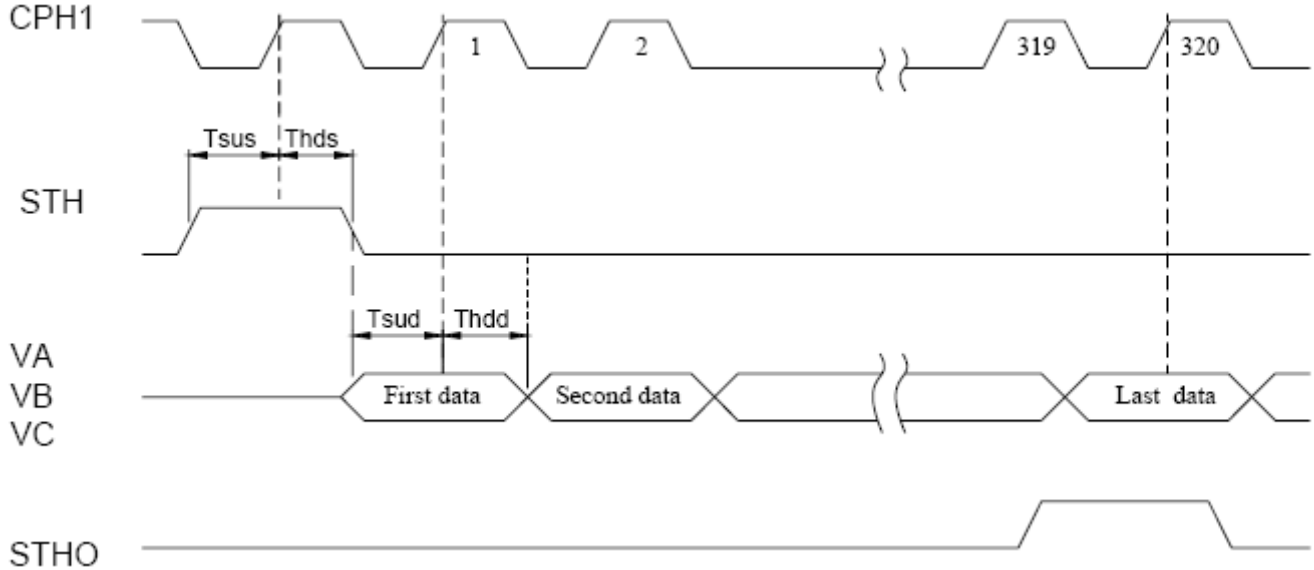 CPH1
1
2
319
320
Tsus
Thds
STH
Tsud
Thdd
VA
VB
VC
First data
Second data
Last data
STHO